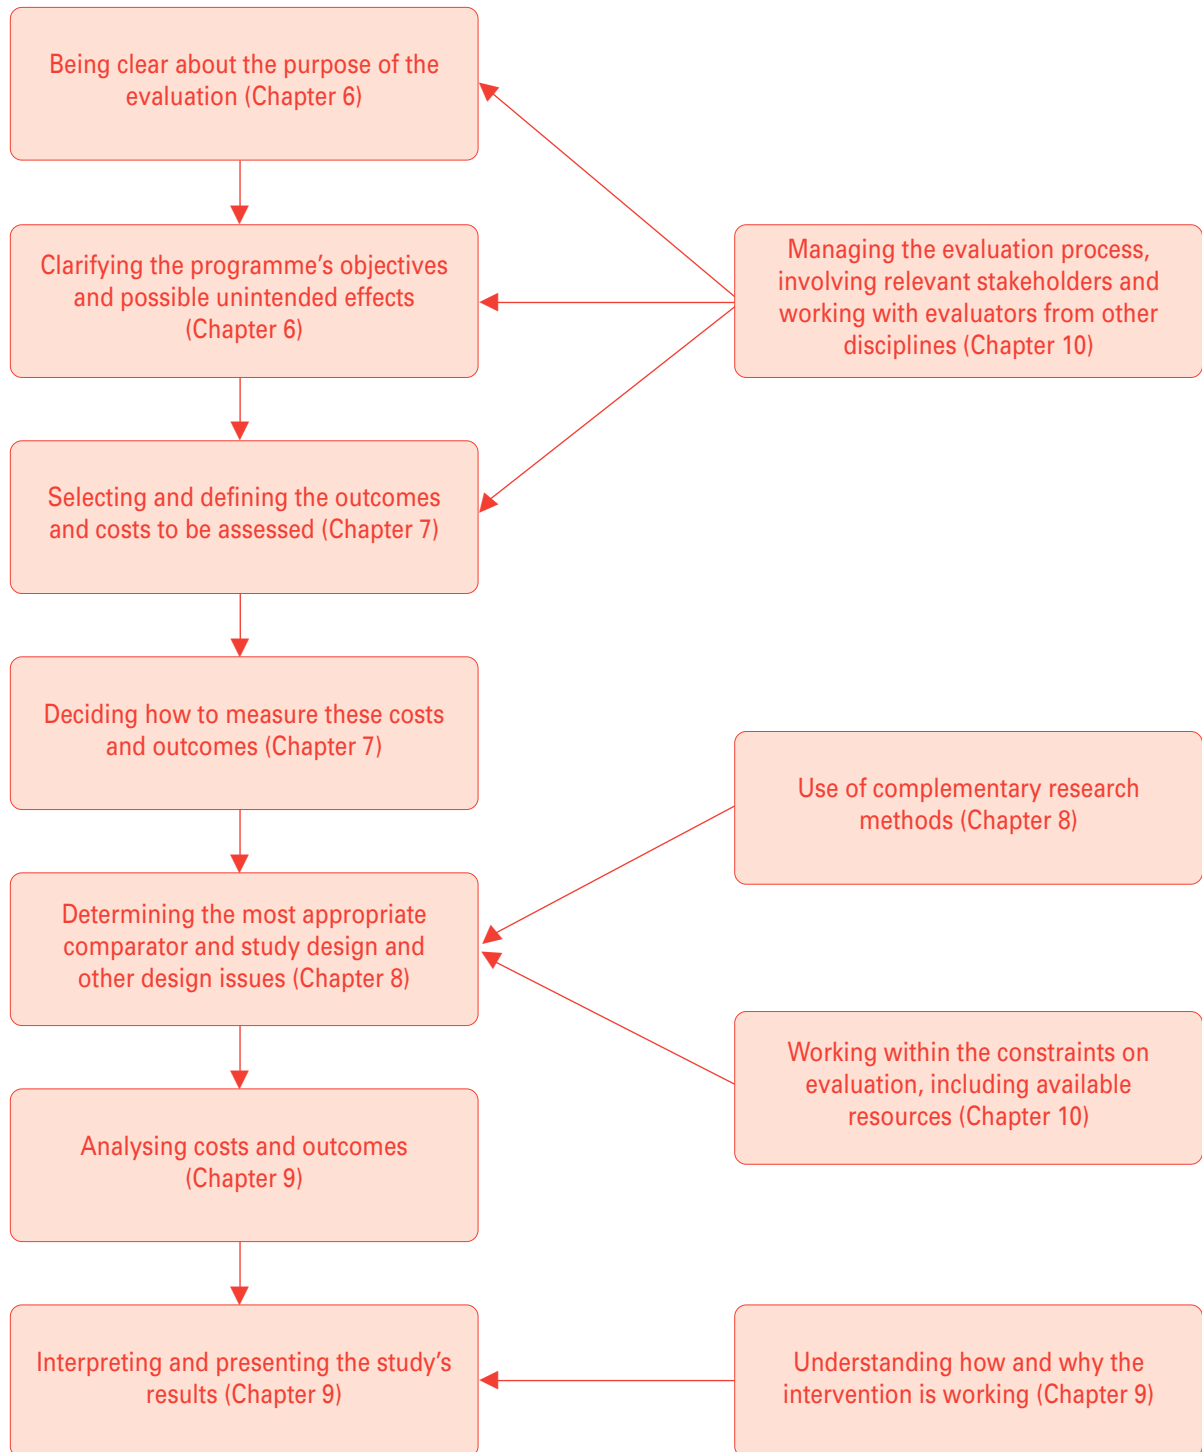 Being clear about the purpose of the
evaluation (Chapter 6)
Clarifying the programme’s objectives
and possible unintended effects
(Chapter 6)
Managing the evaluation process,
involving relevant stakeholders and
working with evaluators from other
disciplines (Chapter 10)
Selecting and defining the outcomes
and costs to be assessed (Chapter 7)
Deciding how to measure these costs
and outcomes (Chapter 7)
Use of complementary research
methods (Chapter 8)
Determining the most appropriate
comparator and study design and
other design issues (Chapter 8)
Working within the constraints on
evaluation, including available
resources (Chapter 10)
Analysing costs and outcomes
(Chapter 9)
Interpreting and presenting the study’s
results (Chapter 9)
Understanding how and why the
intervention is working (Chapter 9)